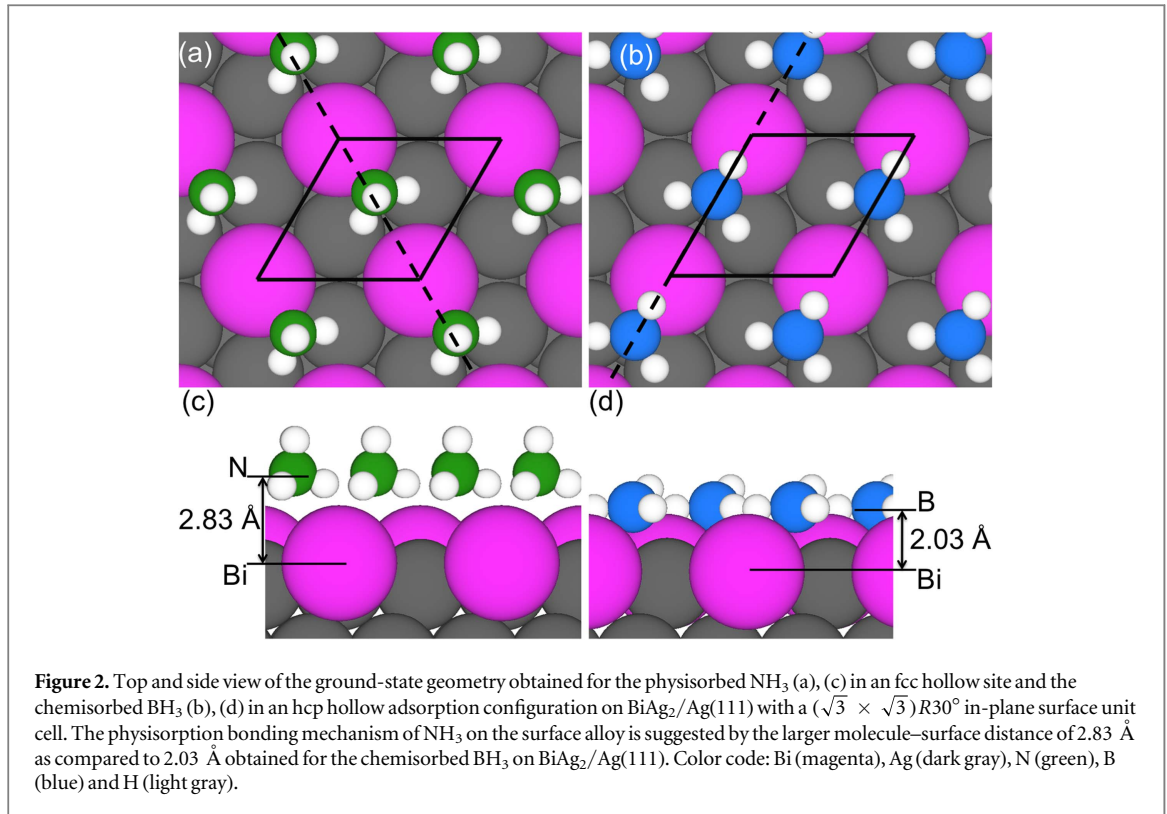 (a)
(b)
(c)
(d)
N
2.83 Å
Bi
B
2.03 Å
Bi
Figure 2. Top and side view of the ground-state geometry obtained for the physisorbed NH₃ (a), (c) in an fcc hollow site and the
chemisorbed BH₃ (b), (d) in an hcp hollow adsorption configuration on BiAg₂/Ag(111) with a (√3 × √3)R30° in-plane surface unit
cell. The physisorption bonding mechanism of NH₃ on the surface alloy is suggested by the larger molecule–surface distance of 2.83 Å
as compared to 2.03 Å obtained for the chemisorbed BH₃ on BiAg₂/Ag(111). Color code: Bi (magenta), Ag (dark gray), N (green), B
(blue) and H (light gray).